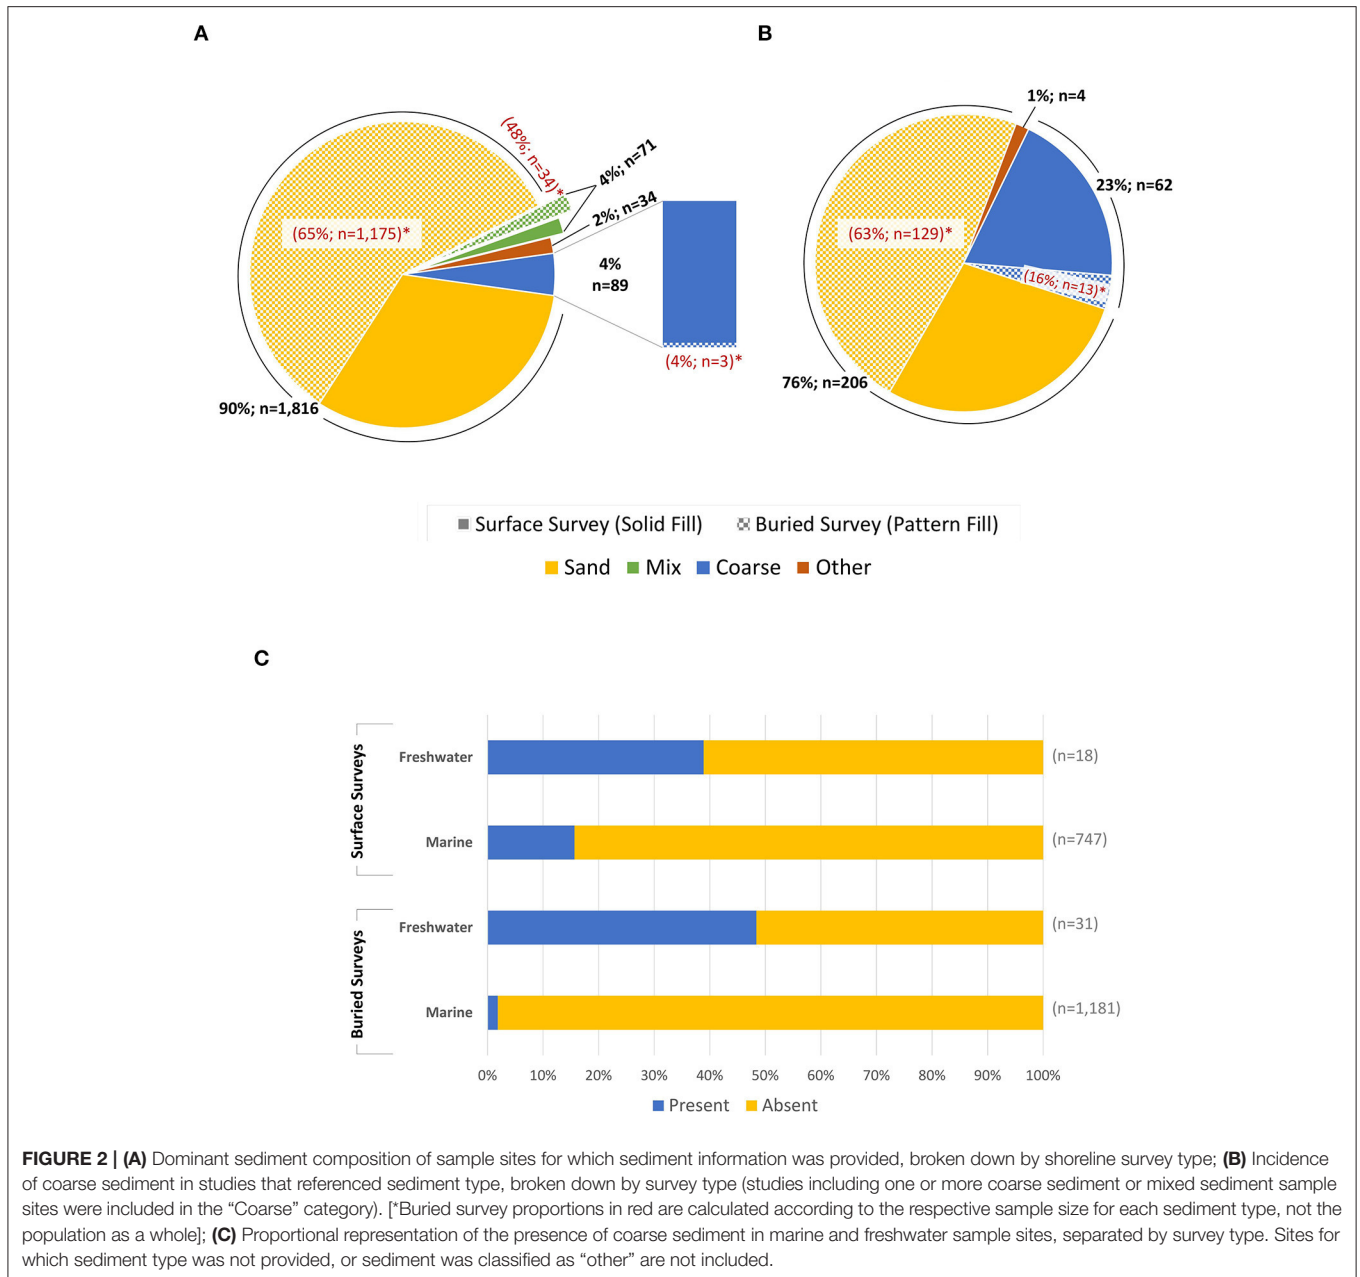 A
B
(48%; n=34)*
4%; n=71
2%; n=34
(65%; n=1,175)*
4%
n=89
(4%; n=3)*
90%; n=1,816
1%; n=4
23%; n=62
(63%; n=129)*
(16%; n=13)*
76%; n=206
Surface Survey (Solid Fill) Buried Survey (Pattern Fill)
Sand Mix Coarse Other
C
Surface Surveys
Freshwater (n=18)
Marine (n=747)
Buried Surveys
Freshwater (n=31)
Marine (n=1,181)
0% 10% 20% 30% 40% 50% 60% 70% 80% 90% 100%
Present Absent
FIGURE 2 | (A) Dominant sediment composition of sample sites for which sediment information was provided, broken down by shoreline survey type; (B) Incidence
of coarse sediment in studies that referenced sediment type, broken down by survey type (studies including one or more coarse sediment or mixed sediment sample
sites were included in the “Coarse” category). [*Buried survey proportions in red are calculated according to the respective sample size for each sediment type, not the
population as a whole]; (C) Proportional representation of the presence of coarse sediment in marine and freshwater sample sites, separated by survey type. Sites for
which sediment type was not provided, or sediment was classified as “other” are not included.